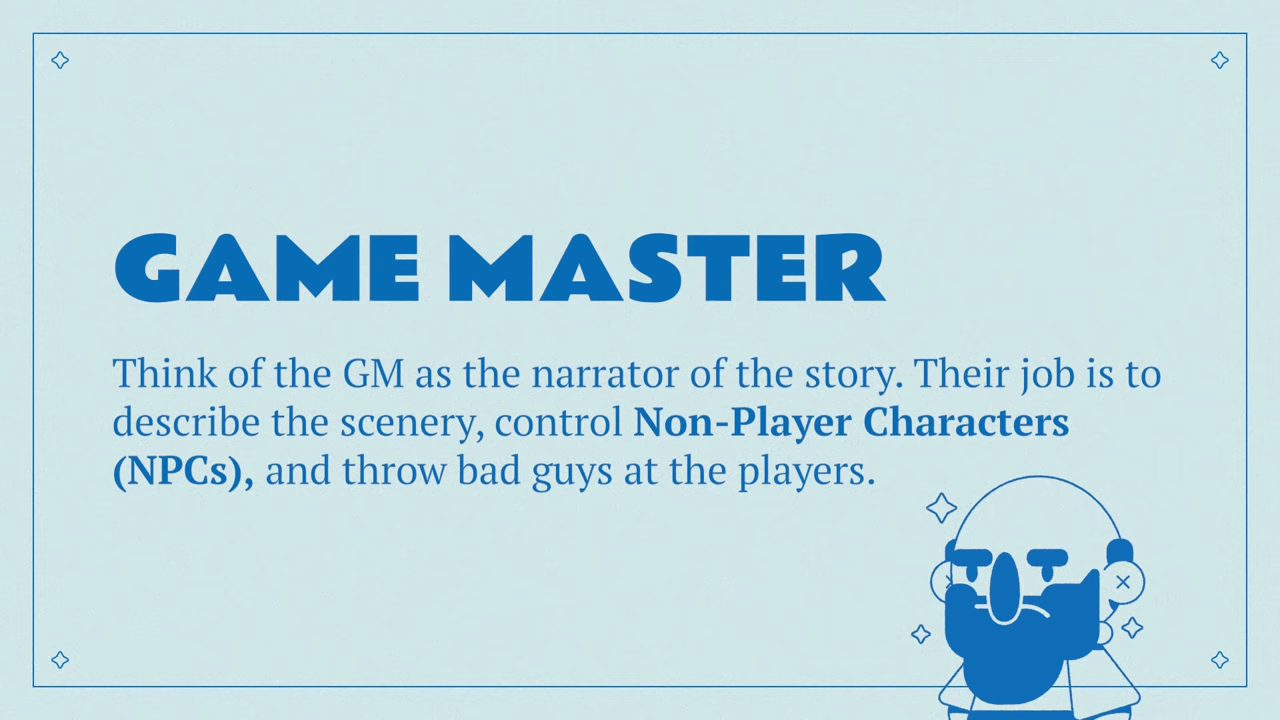 GAME MASTER
Think of the GM as the narrator of the story. Their job is to
describe the scenery, control Non-Player Characters
(NPCs), and throw bad guys at the players.